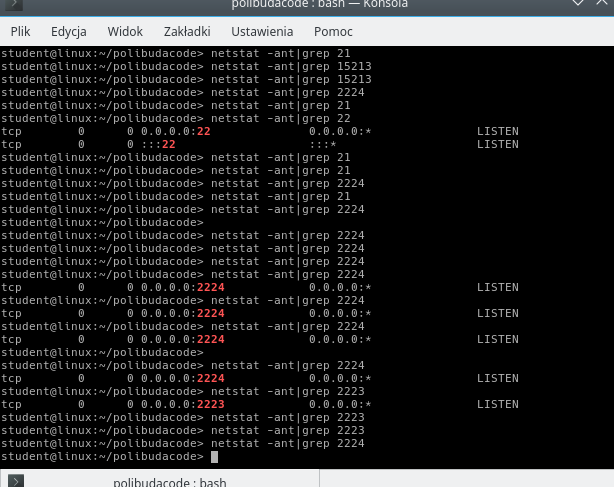 polibudacode : bash — Konsola
Plik Edycja Widok Zakładki Ustawienia Pomoc
student@linux:~/polibudacode> netstat -ant|grep 21
student@linux:~/polibudacode> netstat -ant|grep 15213
student@linux:~/polibudacode> netstat -ant|grep 15213
student@linux:~/polibudacode> netstat -ant|grep 2224
student@linux:~/polibudacode> netstat -ant|grep 21
student@linux:~/polibudacode> netstat -ant|grep 22
tcp 0 0 0.0.0.0:22 0.0.0.0:* LISTEN
tcp 0 0 :::22 :::* LISTEN
student@linux:~/polibudacode> netstat -ant|grep 21
student@linux:~/polibudacode> netstat -ant|grep 21
student@linux:~/polibudacode> netstat -ant|grep 2224
student@linux:~/polibudacode> netstat -ant|grep 21
student@linux:~/polibudacode> netstat -ant|grep 2224
student@linux:~/polibudacode>
student@linux:~/polibudacode> netstat -ant|grep 2224
student@linux:~/polibudacode> netstat -ant|grep 2224
student@linux:~/polibudacode> netstat -ant|grep 2224
student@linux:~/polibudacode> netstat -ant|grep 2224
tcp 0 0 0.0.0.0:2224 0.0.0.0:* LISTEN
student@linux:~/polibudacode> netstat -ant|grep 2224
tcp 0 0 0.0.0.0:2224 0.0.0.0:* LISTEN
student@linux:~/polibudacode> netstat -ant|grep 2224
tcp 0 0 0.0.0.0:2224 0.0.0.0:* LISTEN
student@linux:~/polibudacode>
student@linux:~/polibudacode> netstat -ant|grep 2224
tcp 0 0 0.0.0.0:2224 0.0.0.0:* LISTEN
student@linux:~/polibudacode> netstat -ant|grep 2223
tcp 0 0 0.0.0.0:2223 0.0.0.0:* LISTEN
student@linux:~/polibudacode> netstat -ant|grep 2223
student@linux:~/polibudacode> netstat -ant|grep 2223
student@linux:~/polibudacode> netstat -ant|grep 2224
student@linux:~/polibudacode>
polibudacode : bash